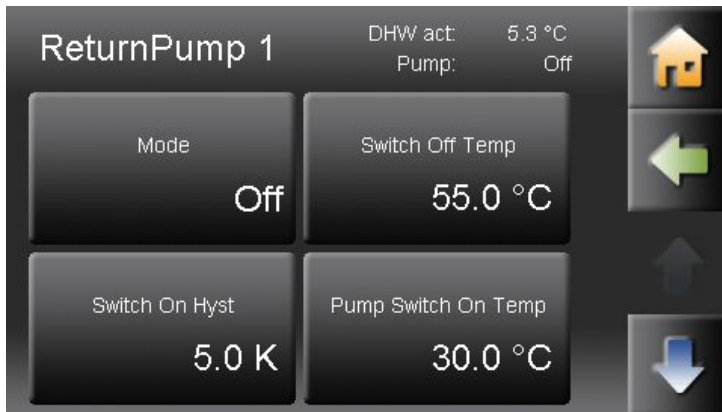 ReturnPump 1
DHW act: 5.3 °C
Pump: Off
Mode
Off
Switch Off Temp
55.0 °C
Switch On Hyst
5.0 K
Pump Switch On Temp
30.0 °C